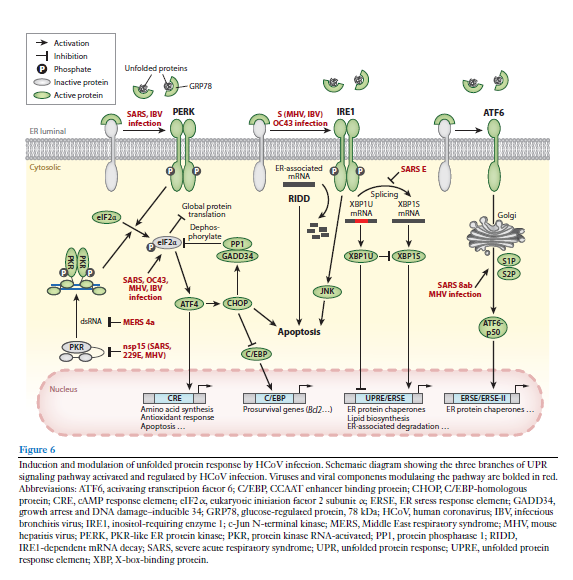 Activation
Inhibition
P Phosphate
Inactive protein
Active protein
Unfolded proteins
GRP78
SARS, IBV
infection
PERK
S (MHV, IBV)
OC43 infection
IRE1
ATF6
ER luminal
Cytosolic
P P
P P
ER-associated
mRNA
RIDD
SARS E
Splicing
XBP1U
mRNA
XBP1S
mRNA
eIF2α
Global protein
translation
Dephos-
phorylate
P eIF2α
PP1
GADD34
Golgi
XBP1U
XBP1S
S1P
S2P
PKR PKR
P P
SARS, OC43,
MHV, IBV
infection
SARS 8ab
MHV infection
JNK
ATF4
CHOP
dsRNA
MERS 4a
Apoptosis
ATF6-
p50
PKR
nsp15 (SARS,
229E, MHV)
C/EBP
Nucleus
CRE
C/EBP
UPRE/ERSE
ERSE/ERSE-II
Amino acid synthesis
Antioxidant response
Apoptosis ...
Prosurvival genes (Bcl2...)
ER protein chaperones
Lipid biosynthesis
ER-associated degradation ...
ER protein chaperones ...
Figure 6
Induction and modulation of unfolded protein response by HCoV infection. Schematic diagram showing the three branches of UPR
signaling pathway activated and regulated by HCoV infection. Viruses and viral components modulating the pathway are bolded in red.
Abbreviations: ATF6, activating transcription factor 6; C/EBP, CCAAT enhancer binding protein; CHOP, C/EBP-homologous
protein; CRE, cAMP response element; eIF2α, eukaryotic initiation factor 2 subunit α; ERSE, ER stress response element; GADD34,
growth arrest and DNA damage–inducible 34; GRP78, glucose-regulated protein, 78 kDa; HCoV, human coronavirus; IBV, infectious
bronchitis virus; IRE1, inositol-requiring enzyme 1; c-Jun N-terminal kinase; MERS, Middle East respiratory syndrome; MHV, mouse
hepatitis virus; PERK, PKR-like ER protein kinase; PKR, protein kinase RNA-activated; PP1, protein phosphatase 1; RIDD,
IRE1-dependent mRNA decay; SARS, severe acute respiratory syndrome; UPR, unfolded protein response; UPRE, unfolded protein
response element; XBP, X-box-binding protein.